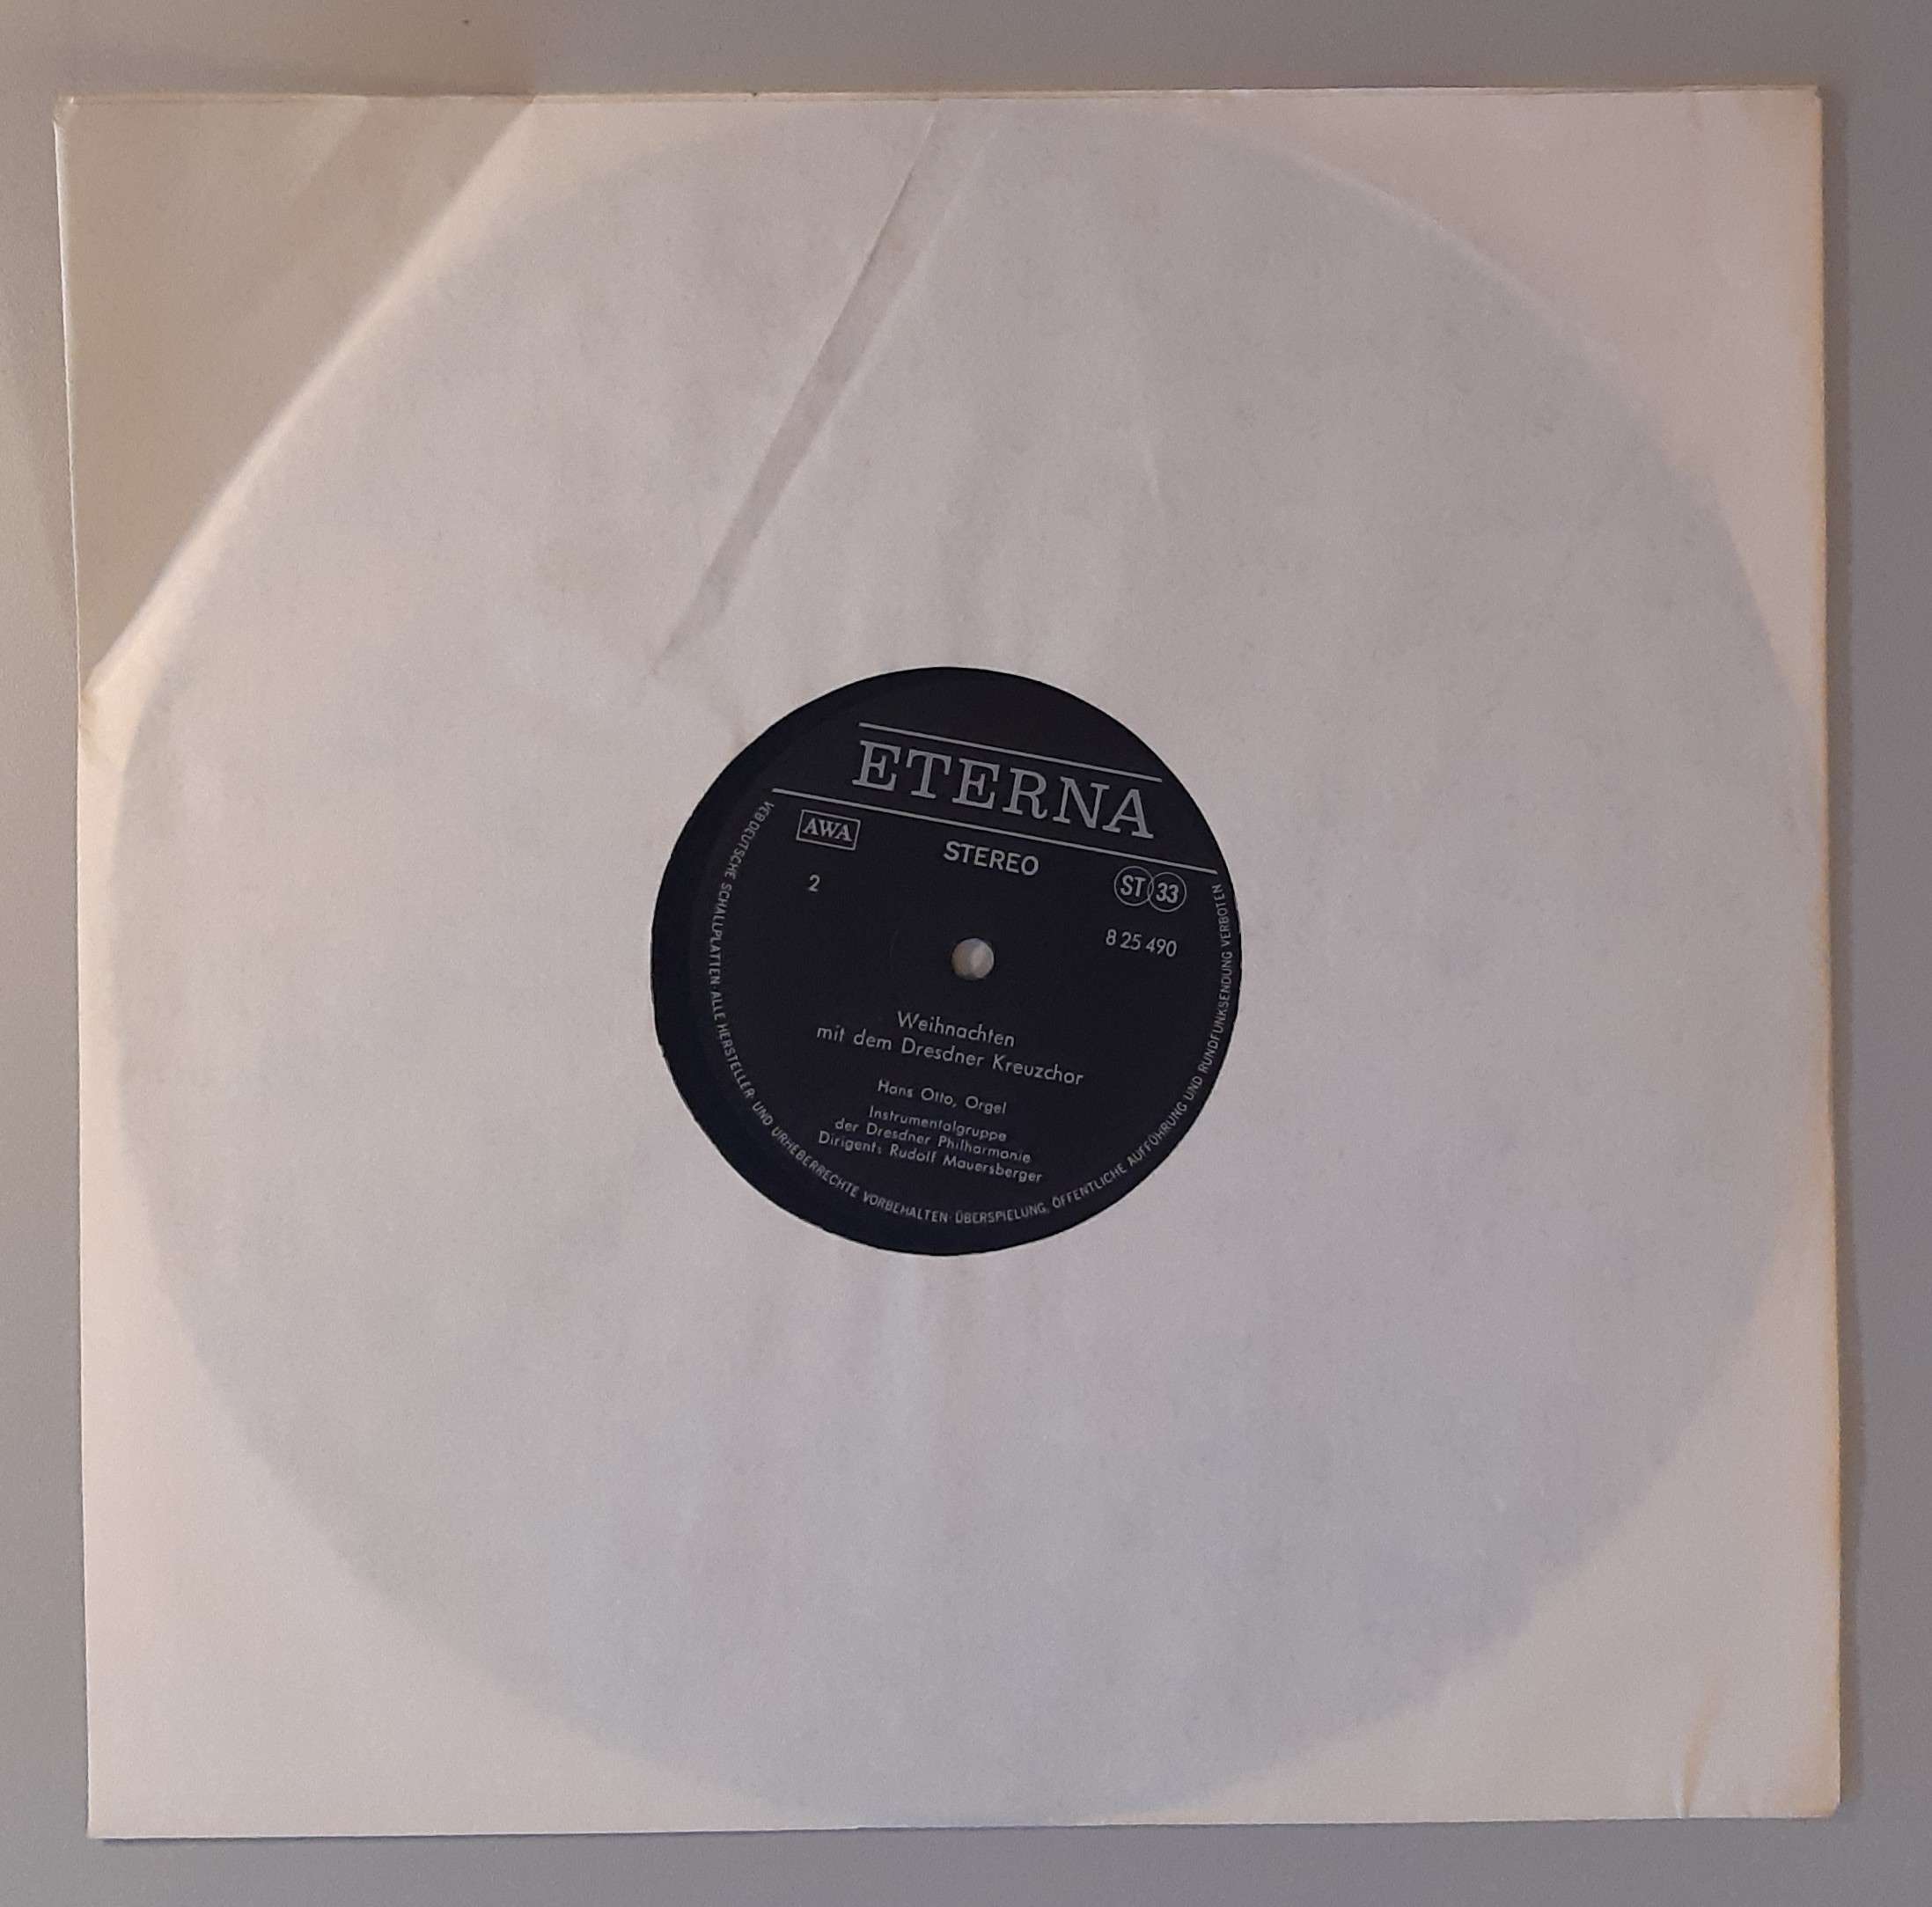 ETERNA
AWA
STEREO
ST 33
2
8 25 490
Weihnachten
mit dem Dresdner Kreuzchor
Hans Otto, Orgel
Instrumentalgruppe
der Dresdner Philharmonie
Dirigent: Rudolf Mauersberger
VEB DEUTSCHE SCHALLPLATTEN · ALLE HERSTELLER- UND URHEBERRECHTE VORBEHALTEN · ÜBERSPIELUNG, ÖFFENTLICHE AUFFÜHRUNG UND RUNDFUNKSENDUNG VERBOTEN